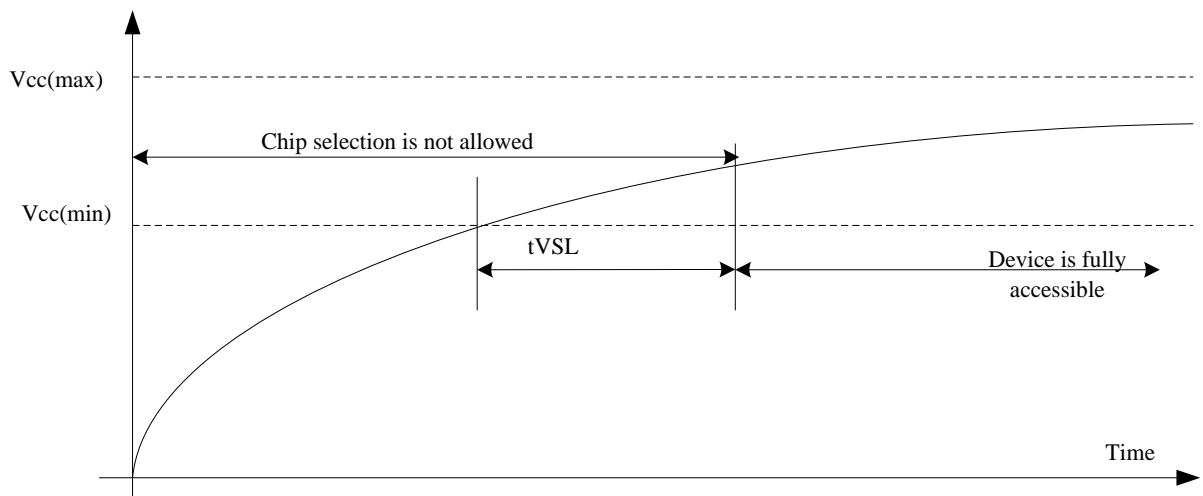 Vcc(max)
Chip selection is not allowed
Vcc(min)
tVSL
Device is fully
accessible
Time